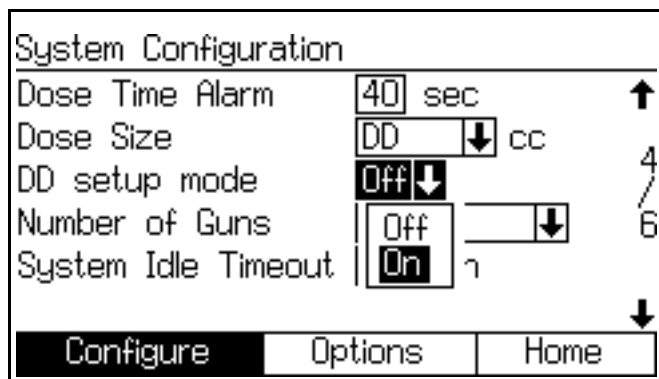 System Configuration
Dose Time Alarm 40 sec
Dose Size DD cc
DD setup mode Off
Number of Guns Off
System Idle Timeout On n
4/6
Configure Options Home